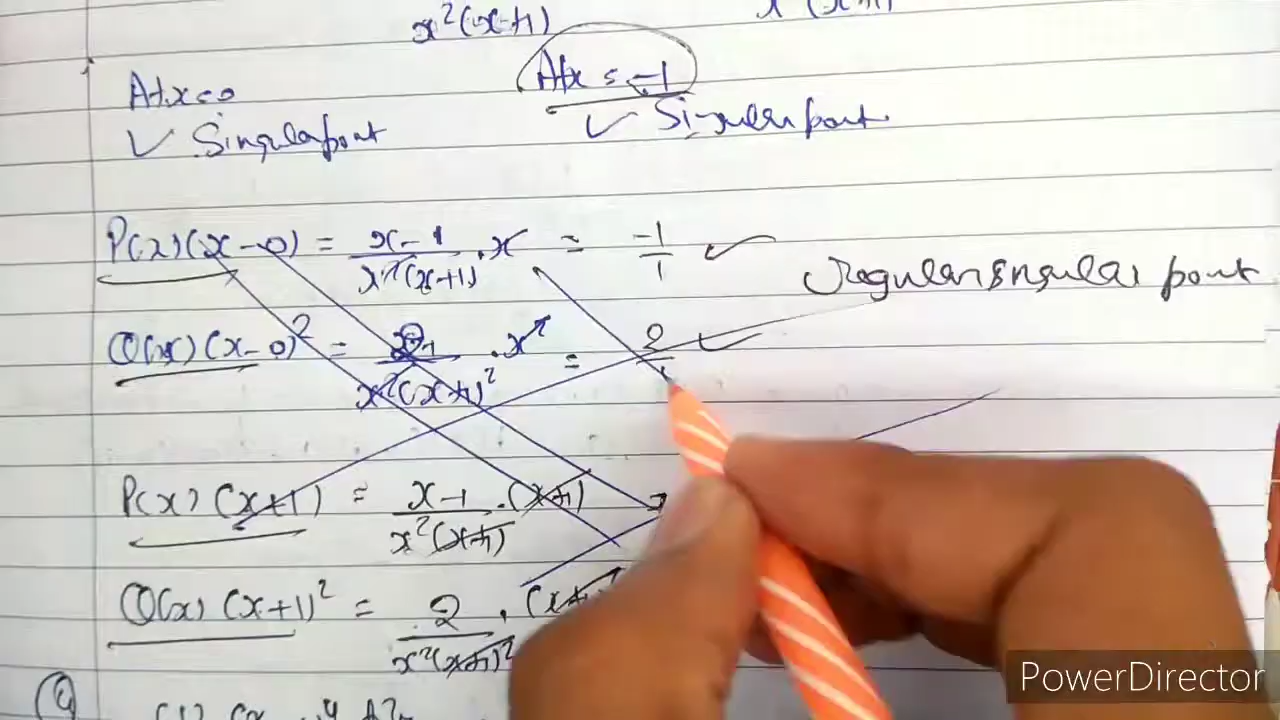 x²(x+1)
At x = 0
At x = -1
✓ Singular point
✓ Singular point
P(x)(x-0) = x-1/x²(x+1) . x = -1/1 ✓
Regular singular point
Q(x)(x-0)² = 2/x²(x+1)² . x² = 2/1 ✓
P(x)(x+1) = x-1/x²(x+1) . (x+1)
Q(x)(x+1)² = 2/x²(x+1)² .
PowerDirector